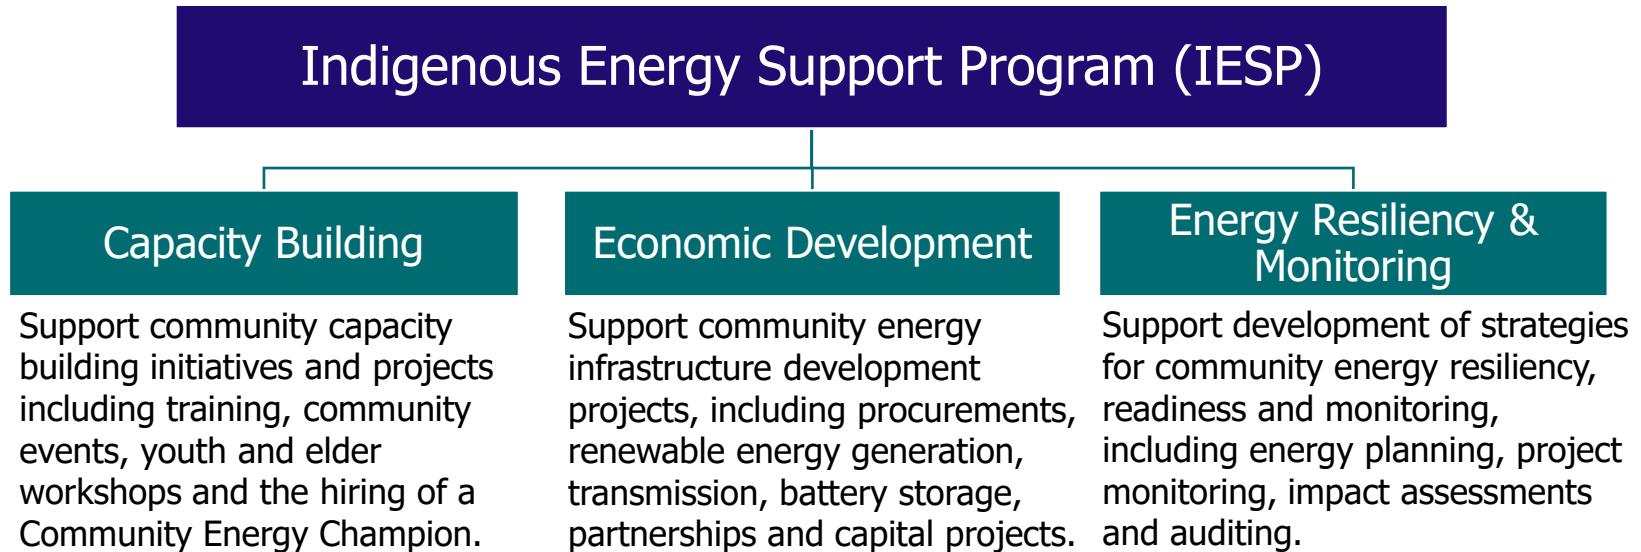 Indigenous Energy Support Program (IESP)
Capacity Building
Support community capacity
building initiatives and projects
including training, community
events, youth and elder
workshops and the hiring of a
Community Energy Champion.
Economic Development
Support community energy
infrastructure development
projects, including procurements,
renewable energy generation,
transmission, battery storage,
partnerships and capital projects.
Energy Resiliency &
Monitoring
Support development of strategies
for community energy resiliency,
readiness and monitoring,
including energy planning, project
monitoring, impact assessments
and auditing.